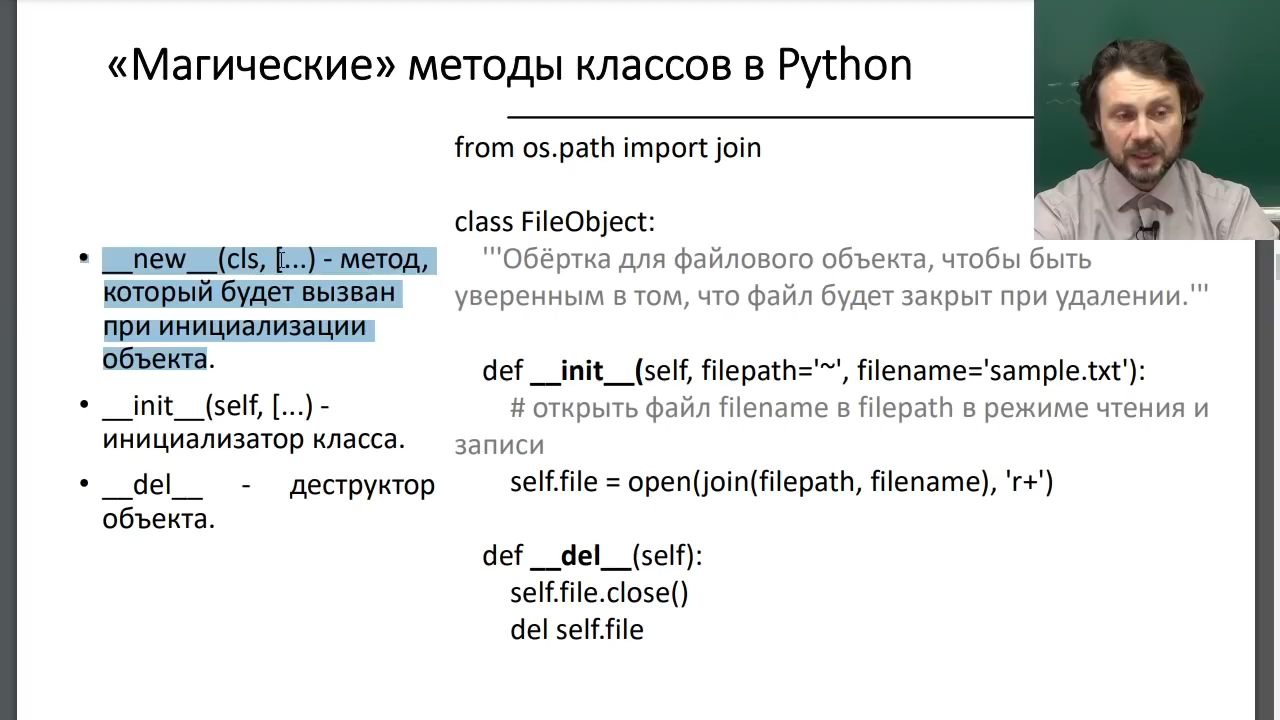 «Магические» методы классов в Python
• __new__(cls, [...) - метод,
который будет вызван
при инициализации
объекта.
• __init__(self, [...) -
инициализатор класса.
• __del__ - деструктор
объекта.
from os.path import join
class FileObject:
'''Обёртка для файлового объекта, чтобы быть
уверенным в том, что файл будет закрыт при удалении.'''
def __init__(self, filepath='~', filename='sample.txt'):
# открыть файл filename в filepath в режиме чтения и
записи
self.file = open(join(filepath, filename), 'r+')
def __del__(self):
self.file.close()
del self.file